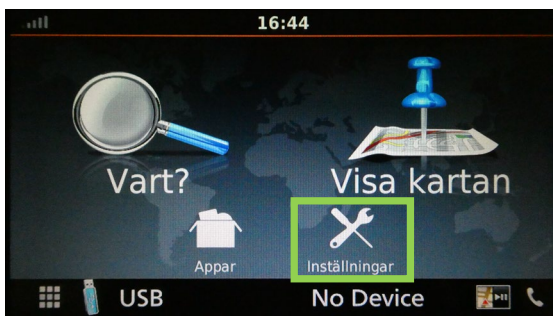 16:44
Vart?
Visa kartan
Appar
Inställningar
USB
No Device